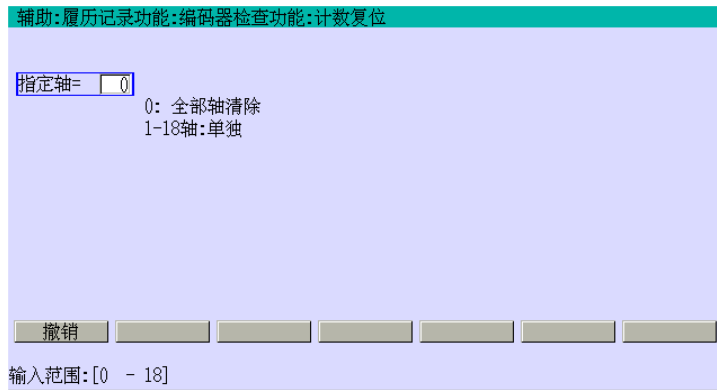 辅助:履历记录功能:编码器检查功能:计数复位
指定轴= 0
0: 全部轴清除
1-18轴:单独
撤销
输入范围:[0 - 18]